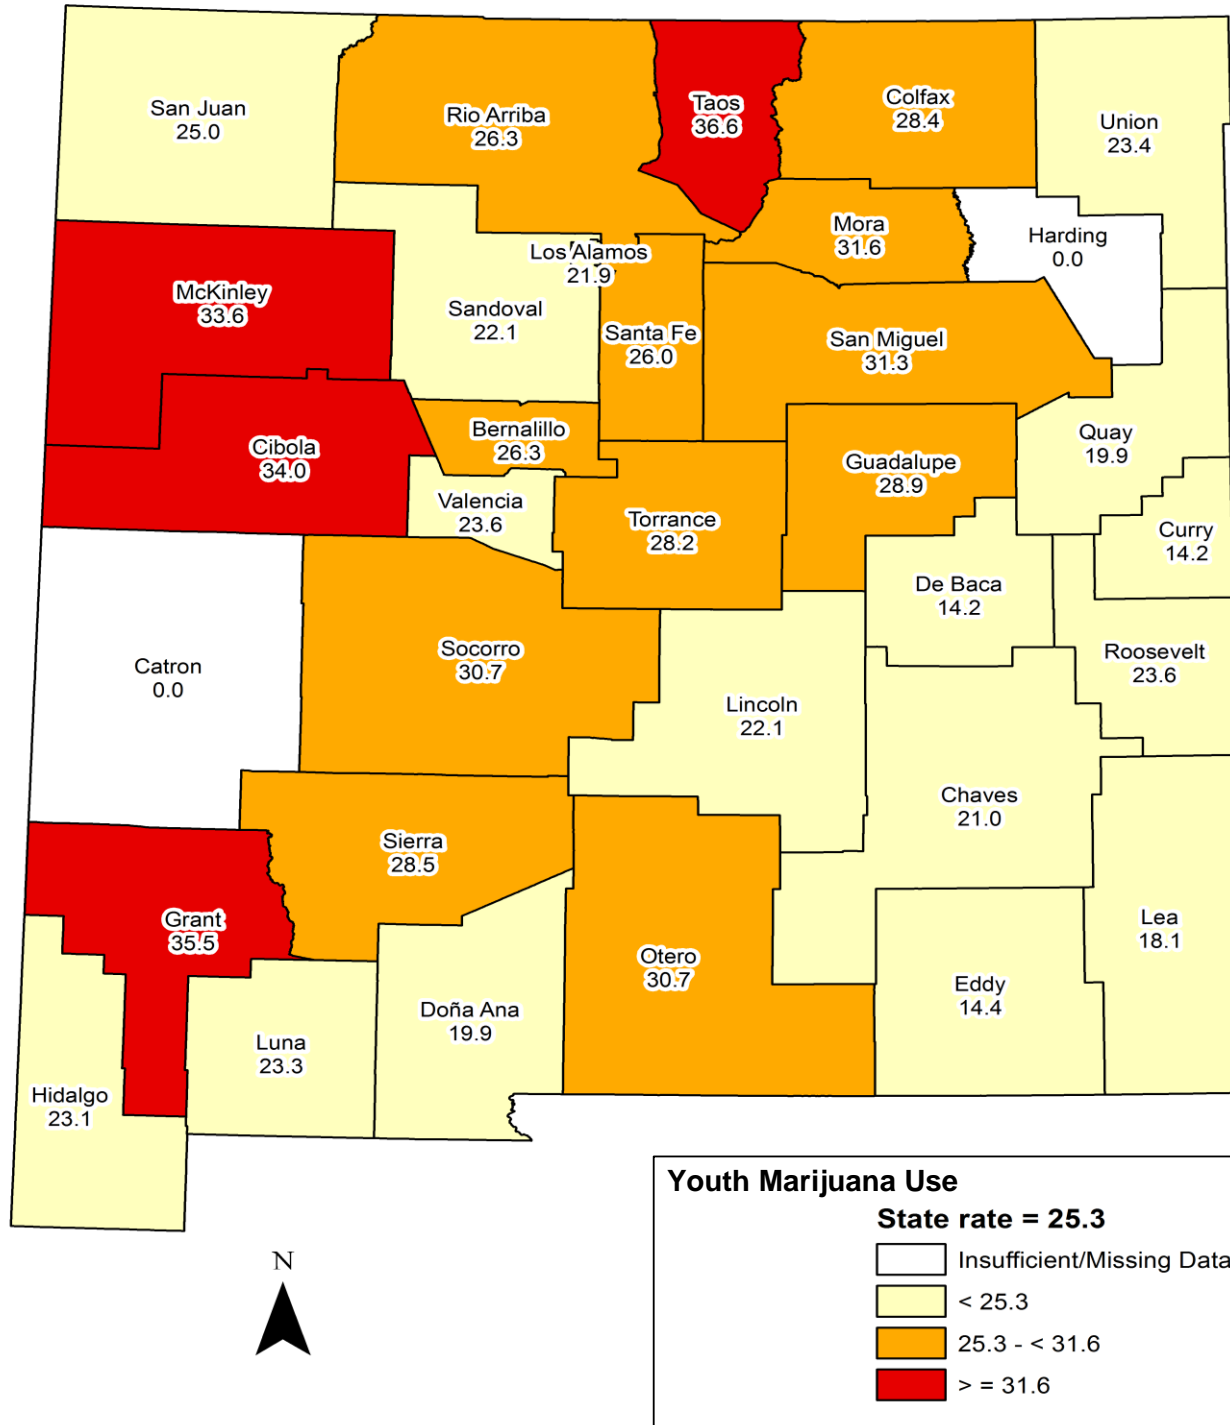 San Juan
25.0
Rio Arriba
26.3
Taos
36.6
Colfax
28.4
Union
23.4
Mora
31.6
Harding
0.0
Los Alamos
21.9
McKinley
33.6
Sandoval
22.1
Santa Fe
26.0
San Miguel
31.3
Bernalillo
26.3
Cibola
34.0
Quay
19.9
Guadalupe
28.9
Valencia
23.6
Torrance
28.2
Curry
14.2
De Baca
14.2
Socorro
30.7
Roosevelt
23.6
Catron
0.0
Lincoln
22.1
Chaves
21.0
Sierra
28.5
Grant
35.5
Lea
18.1
Otero
30.7
Eddy
14.4
Doña Ana
19.9
Luna
23.3
Hidalgo
23.1
N
Youth Marijuana Use
State rate = 25.3
Insufficient/Missing Data
< 25.3
25.3 - < 31.6
> = 31.6